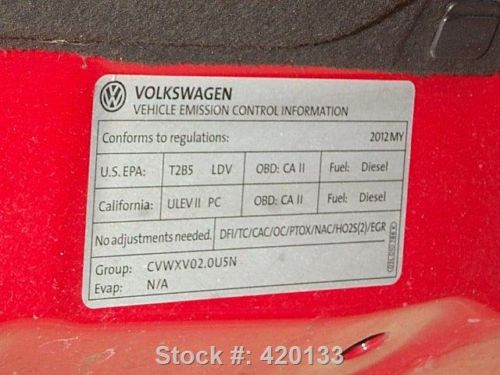 VOLKSWAGEN
VEHICLE EMISSION CONTROL INFORMATION
Conforms to regulations: 2012 MY
U.S. EPA: T2B5 LDV OBD: CA II Fuel: Diesel
California: ULEV II PC OBD: CA II Fuel: Diesel
No adjustments needed. DFI/TC/CAC/OC/PTOX/NAC/HO2S(2)/EGR
Group: CVWXV02.0U5N
Evap: N/A
Stock #: 420133